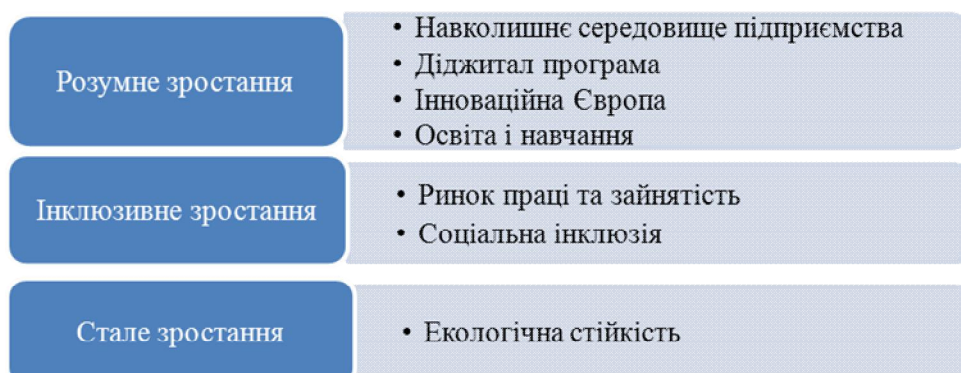 Розумне зростання
• Навколишнє середовище підприємства
• Діджитал програма
• Інноваційна Європа
• Освіта і навчання
Інклюзивне зростання
• Ринок праці та зайнятість
• Соціальна інклюзія
Стале зростання
• Екологічна стійкість